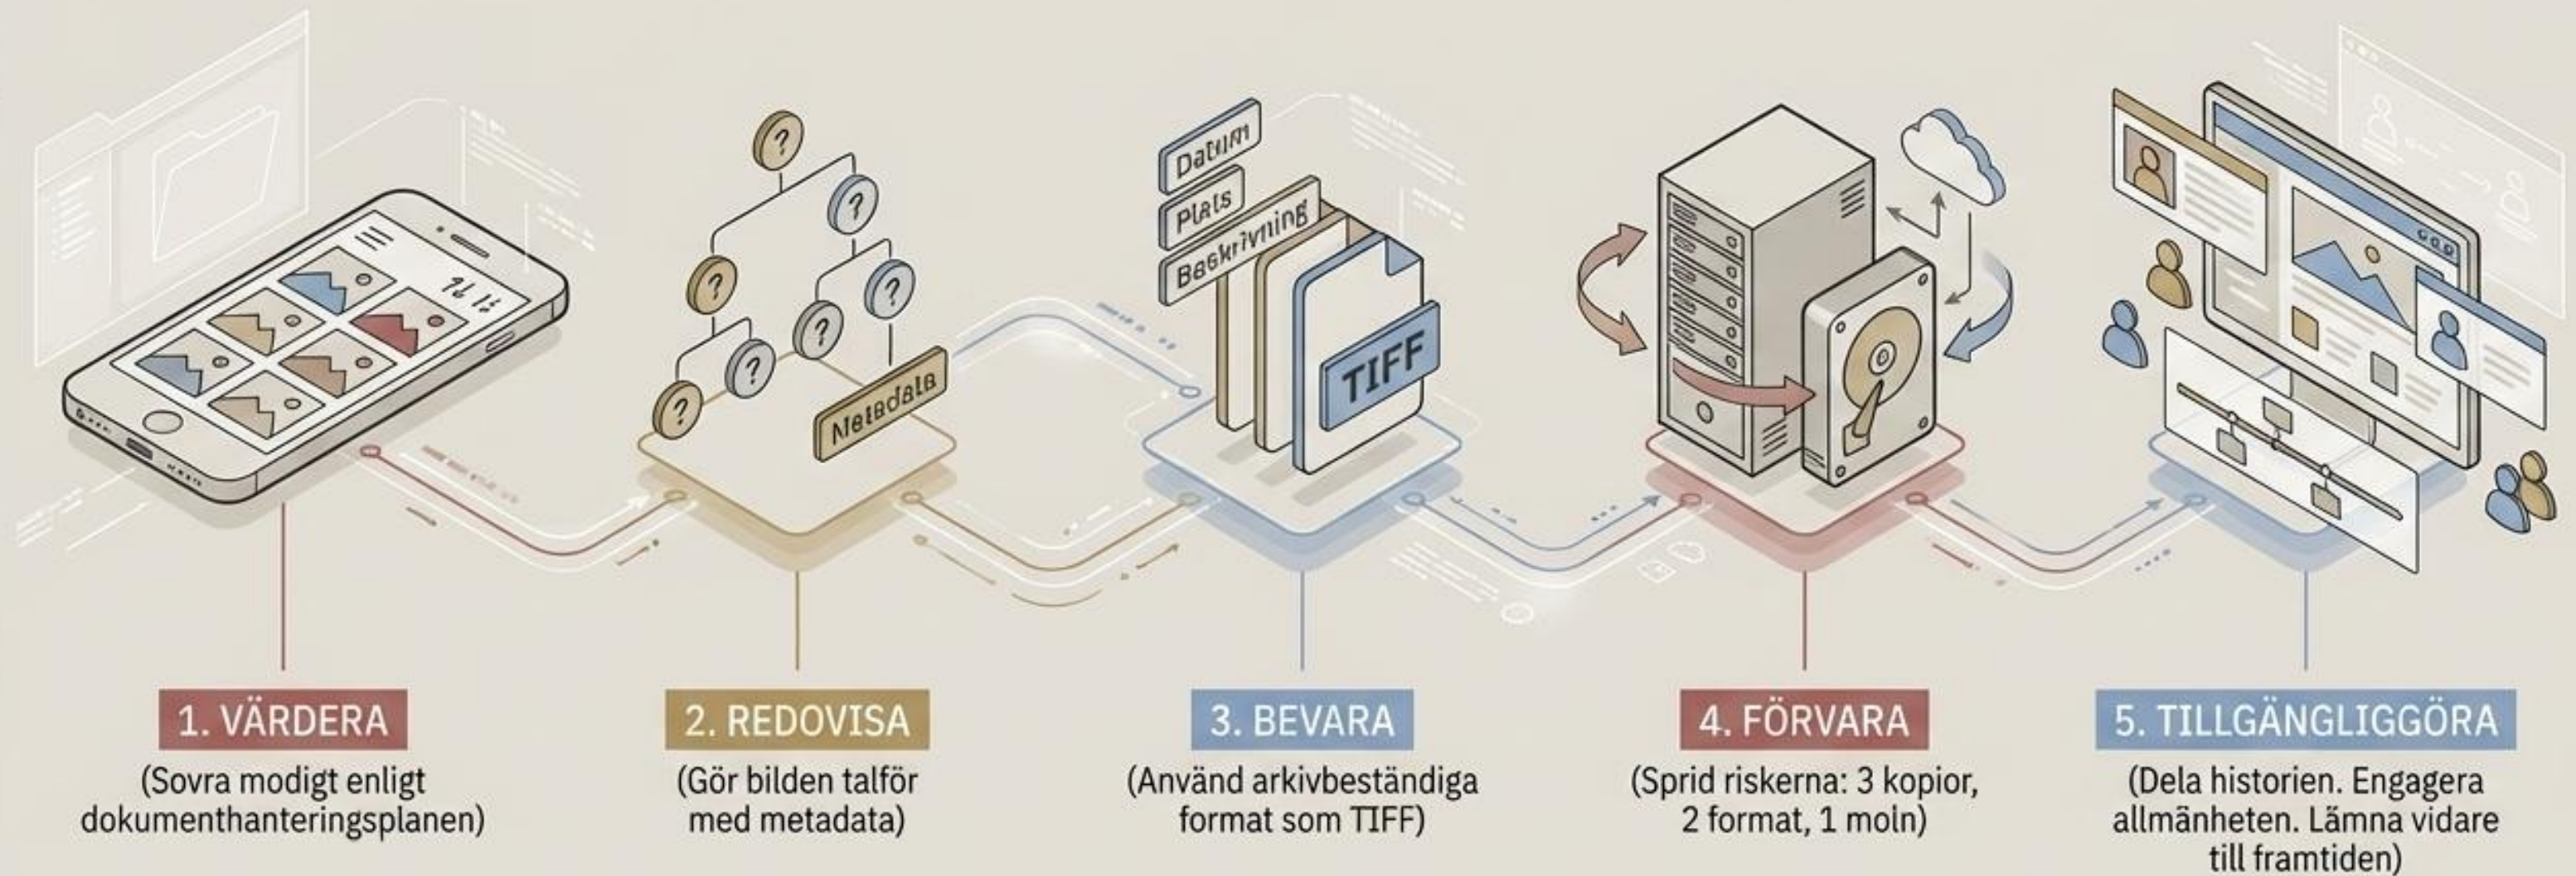 Datum
Plats
Baskrivning
TIFF
Metadala
1. VÄRDERA
(Sovra modigt enligt
dokumenthanteringsplanen)
2. REDOVISA
(Gör bilden talför
med metadata)
3. BEVARA
(Använd arkivbeständiga
format som TIFF)
4. FÖRVARA
(Sprid riskerna: 3 kopior,
2 format, 1 moln)
5. TILLGÄNGLIGGÖRA
(Dela historien. Engagera
allmänheten. Lämna vidare
till framtiden)